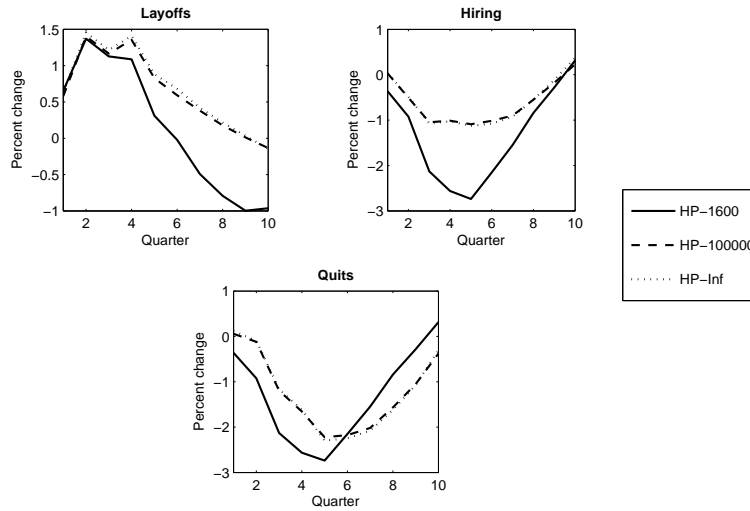 Layoffs
Percent change
1.5
1
0.5
0
−0.5
−1
2 4 6 8 10
Quarter
Hiring
Percent change
1
0
−1
−2
−3
2 4 6 8 10
Quarter
HP−1600
HP−100000
HP−Inf
Quits
Percent change
1
0
−1
−2
−3
2 4 6 8 10
Quarter